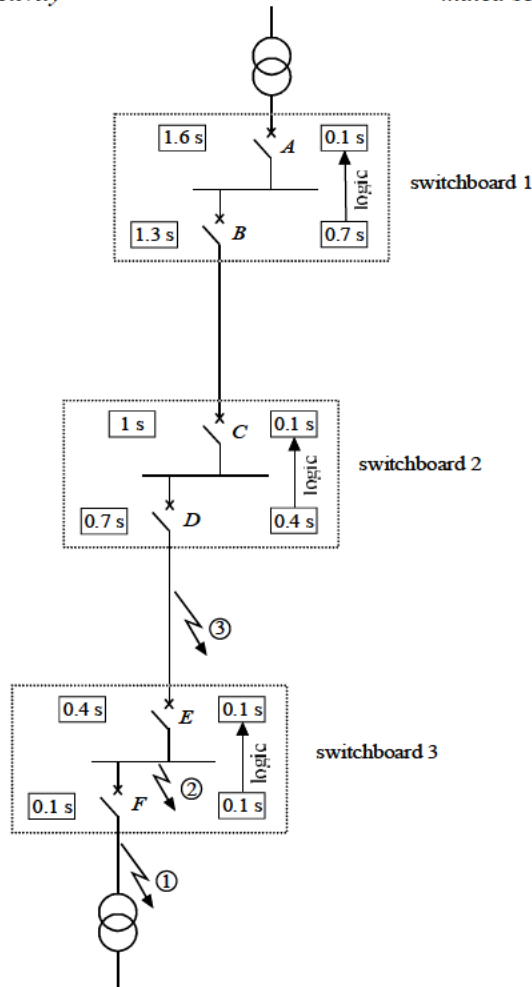 1.6 s A 0.1 s
logic
switchboard 1
1.3 s B 0.7 s
1 s C 0.1 s
logic
switchboard 2
0.7 s D 0.4 s
③
0.4 s E 0.1 s
logic
switchboard 3
②
0.1 s F 0.1 s
①